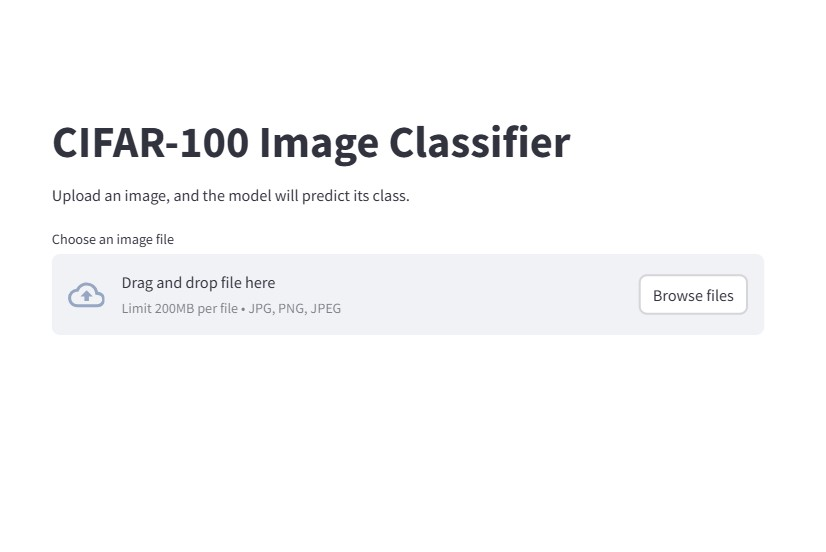 CIFAR-100 Image Classifier
Upload an image, and the model will predict its class.
Choose an image file
Drag and drop file here
Limit 200MB per file • JPG, PNG, JPEG
Browse files